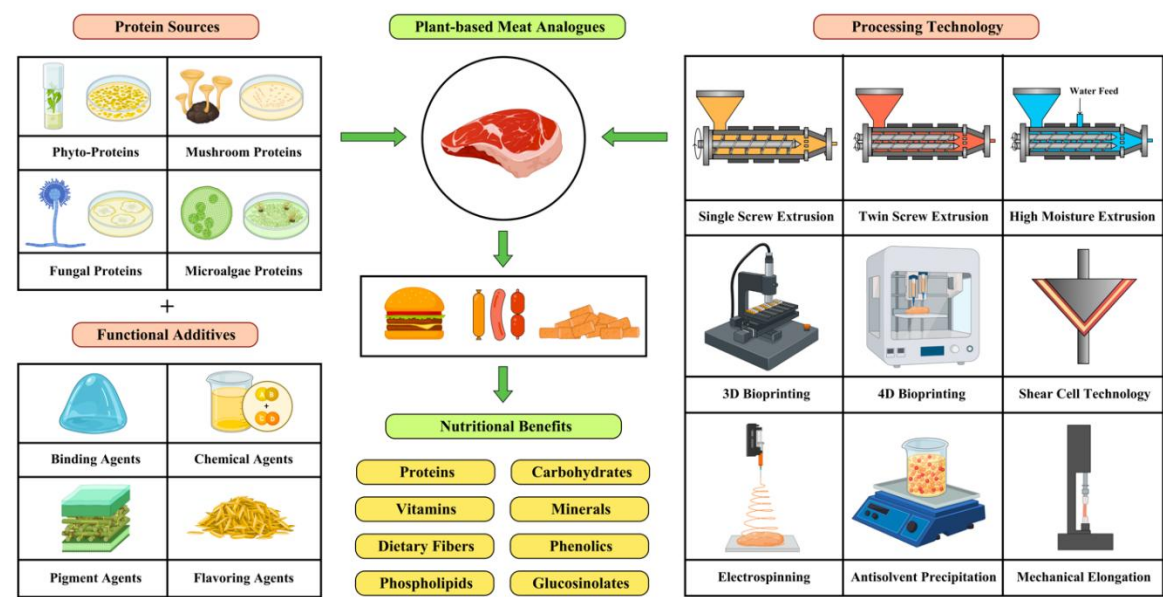 Protein Sources
Phyto-Proteins
Mushroom Proteins
Fungal Proteins
Microalgae Proteins
+
Functional Additives
A B
+
C D
Binding Agents
Chemical Agents
Pigment Agents
Flavoring Agents
Plant-based Meat Analogues
Nutritional Benefits
Proteins
Carbohydrates
Vitamins
Minerals
Dietary Fibers
Phenolics
Phospholipids
Glucosinolates
Processing Technology
Water Feed
Single Screw Extrusion
Twin Screw Extrusion
High Moisture Extrusion
3D Bioprinting
4D Bioprinting
Shear Cell Technology
Electrospinning
Antisolvent Precipitation
Mechanical Elongation